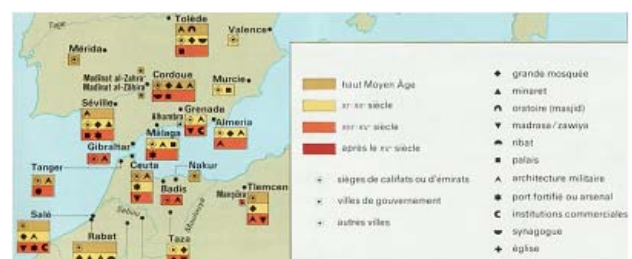 Tolède
Tage
Valence
Mérida
Madinat al-Zahra
Madinat al-Zâhira
Cordoue
Murcie
Séville
Alhambra
Grenade
Málaga
Almeria
Gibraltar
Tanger
Ceuta
Nakur
Badis
Tlemcen
Salé
Sebou
Moulouya
Rabat
Taza
haut Moyen Âge
XIe-XIIe siècle
XIIIe-XVe siècle
après le XVe siècle
sièges de califats ou d'émirats
villes de gouvernement
autres villes
grande mosquée
minaret
oratoire (masjid)
madrasa/zawiya
ribat
palais
architecture militaire
port fortifié ou arsenal
institutions commerciales
synagogue
église